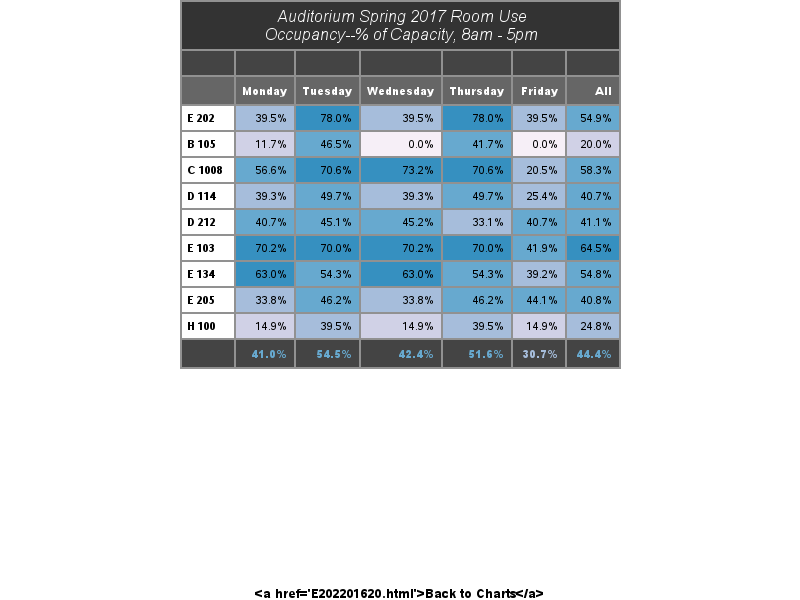 Auditorium Spring 2017 Room Use
Occupancy--% of Capacity, 8am - 5pm
Monday Tuesday Wednesday Thursday Friday All
E 202 39.5% 78.0% 39.5% 78.0% 39.5% 54.9%
B 105 11.7% 46.5% 0.0% 41.7% 0.0% 20.0%
C 1008 56.6% 70.6% 73.2% 70.6% 20.5% 58.3%
D 114 39.3% 49.7% 39.3% 49.7% 25.4% 40.7%
D 212 40.7% 45.1% 45.2% 33.1% 40.7% 41.1%
E 103 70.2% 70.0% 70.2% 70.0% 41.9% 64.5%
E 134 63.0% 54.3% 63.0% 54.3% 39.2% 54.8%
E 205 33.8% 46.2% 33.8% 46.2% 44.1% 40.8%
H 100 14.9% 39.5% 14.9% 39.5% 14.9% 24.8%
41.0% 54.5% 42.4% 51.6% 30.7% 44.4%
<a href='E202201620.html'>Back to Charts</a>